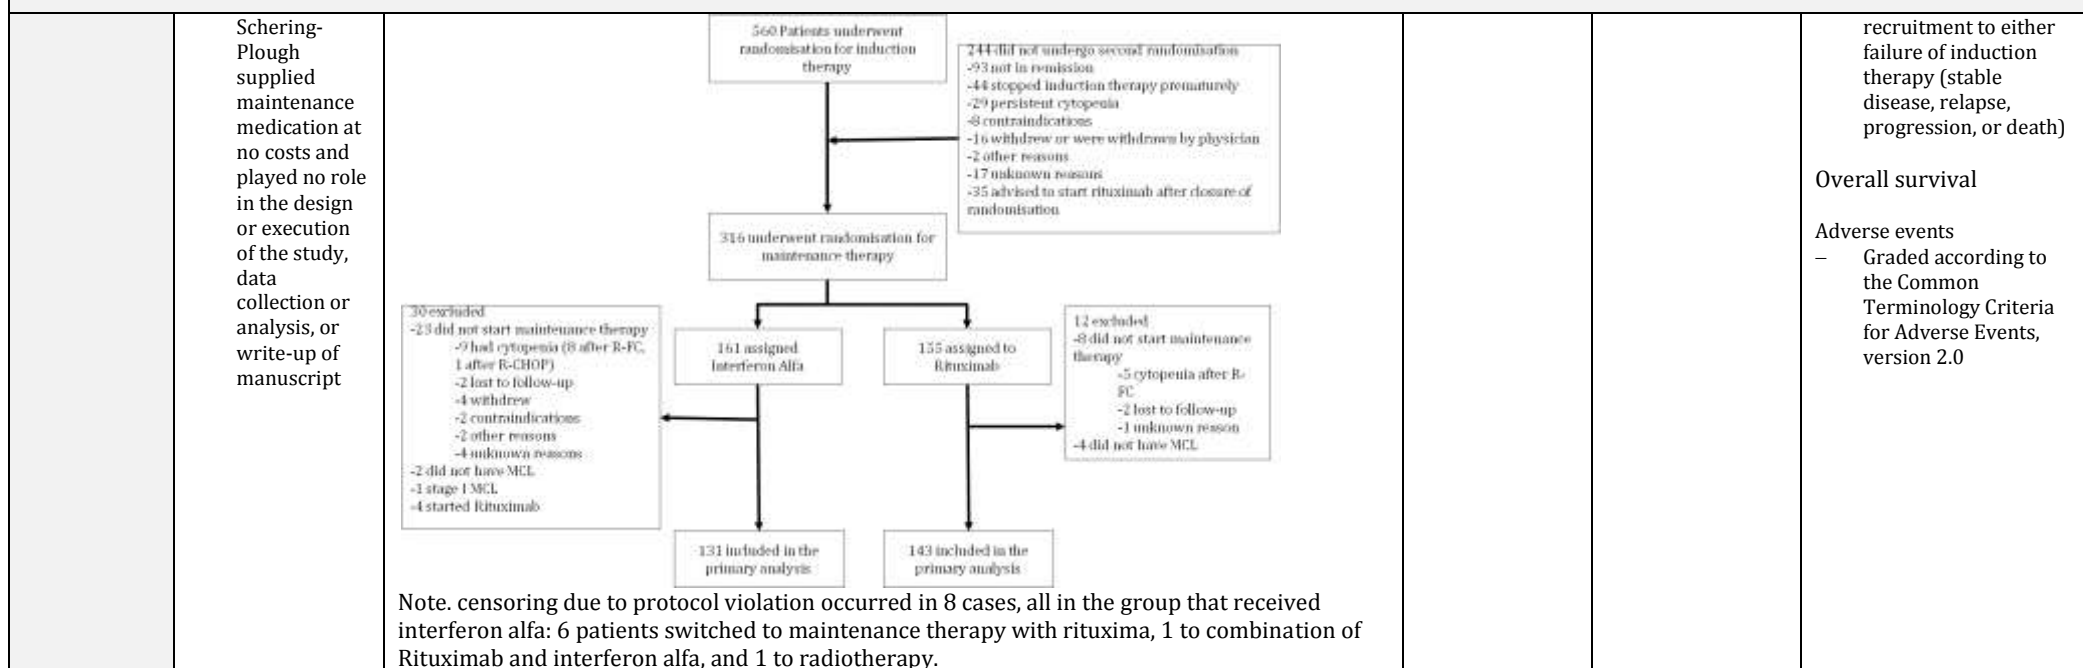 Schering-
Plough
supplied
maintenance
medication at
no costs and
played no role
in the design
or execution
of the study,
data
collection or
analysis, or
write-up of
manuscript
560 Patients underwent
randomisation for induction
therapy
244 did not undergo second randomisation
-93 not in remission
-44 stopped induction therapy prematurely
-29 persistent cytopenia
-8 contraindications
-16 withdrew or were withdrawn by physician
-2 other reasons
-17 unknown reasons
-35 advised to start rituximab after closure of
randomisation
316 underwent randomisation for
maintenance therapy
30 excluded
-23 did not start maintenance therapy
-9 had cytopenia (8 after R-FC,
1 after R-CHOP)
-2 lost to follow-up
-4 withdrew
-2 contraindications
-2 other reasons
-4 unknown reasons
-2 did not have MCL
-1 stage I MCL
-4 started Rituximab
161 assigned
Interferon Alfa
155 assigned to
Rituximab
12 excluded
-8 did not start maintenance
therapy
-5 cytopenia after R-
FC
-2 lost to follow-up
-1 unknown reason
-4 did not have MCL
131 included in the
primary analysis
143 included in the
primary analysis
Note. censoring due to protocol violation occurred in 8 cases, all in the group that received
interferon alfa: 6 patients switched to maintenance therapy with rituxima, 1 to combination of
Rituximab and interferon alfa, and 1 to radiotherapy.
recruitment to either
failure of induction
therapy (stable
disease, relapse,
progression, or death)
Overall survival
Adverse events
– Graded according to
the Common
Terminology Criteria
for Adverse Events,
version 2.0